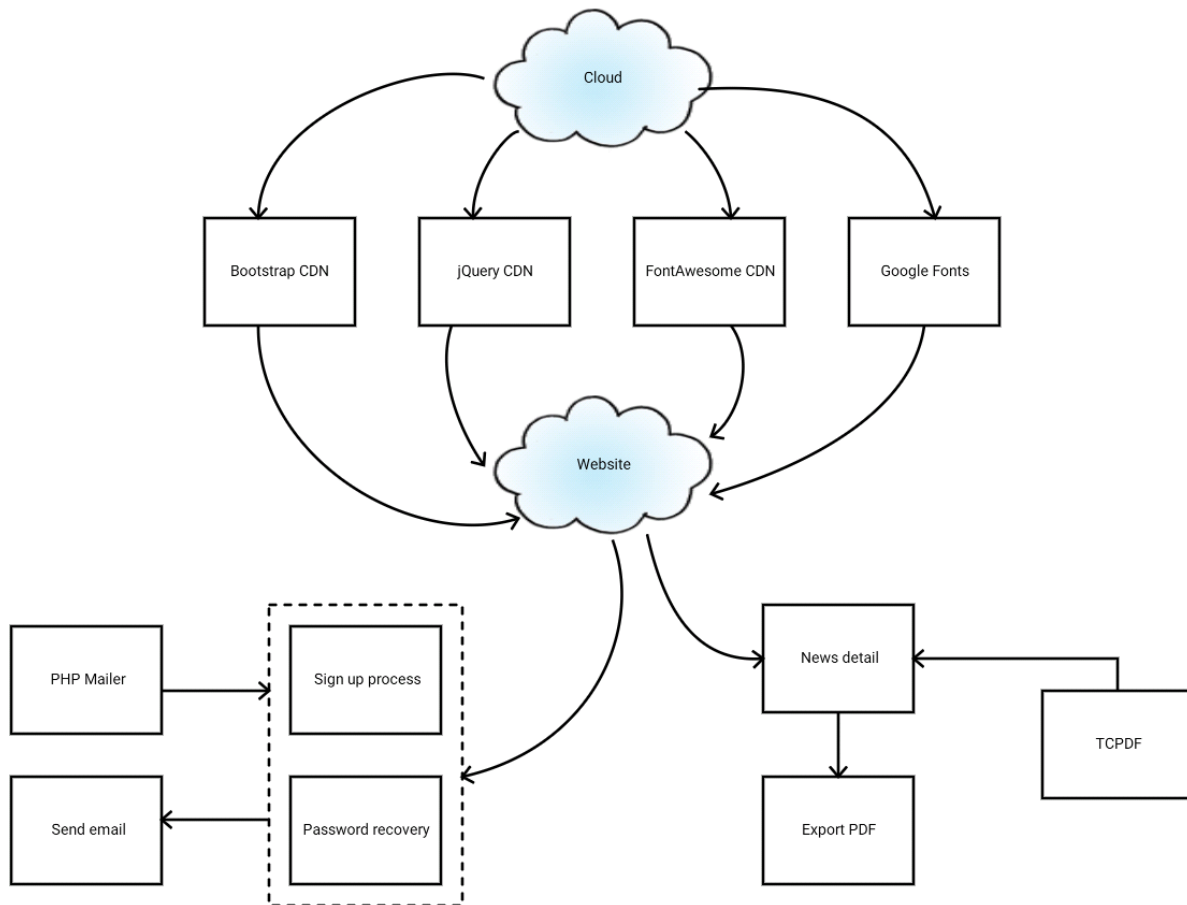 Cloud
Bootstrap CDN
jQuery CDN
FontAwesome CDN
Google Fonts
Website
PHP Mailer
Sign up process
News detail
TCPDF
Send email
Password recovery
Export PDF